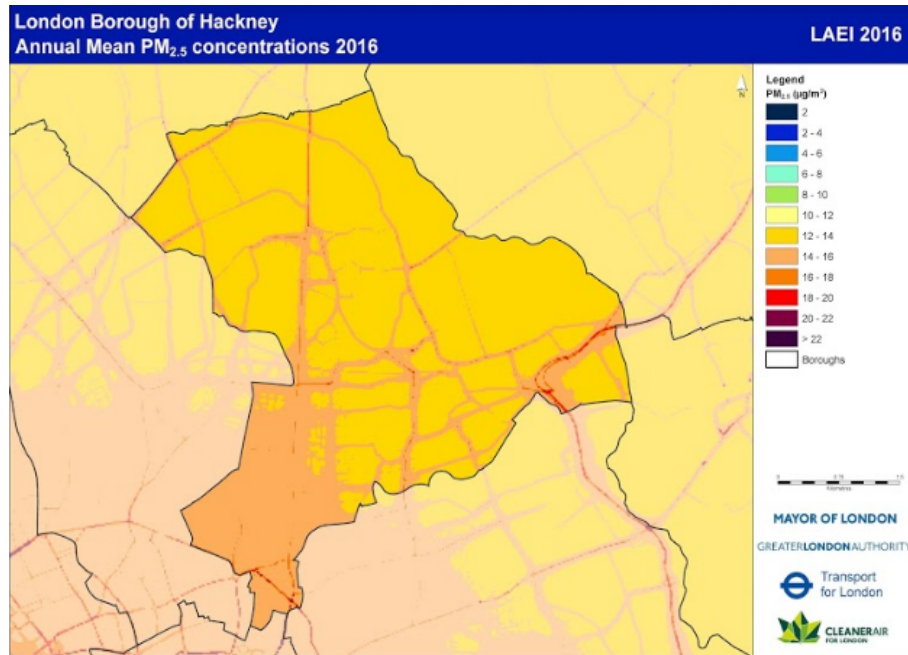 London Borough of Hackney
Annual Mean PM₂.₅ concentrations 2016
LAEI 2016
N
Legend
PM₂.₅ (µg/m³)
2
2 - 4
4 - 6
6 - 8
8 - 10
10 - 12
12 - 14
14 - 16
16 - 18
18 - 20
20 - 22
> 22
Boroughs
Kilometres
MAYOR OF LONDON
GREATERLONDONAUTHORITY
Transport
for London
CLEANERAIR
FOR LONDON